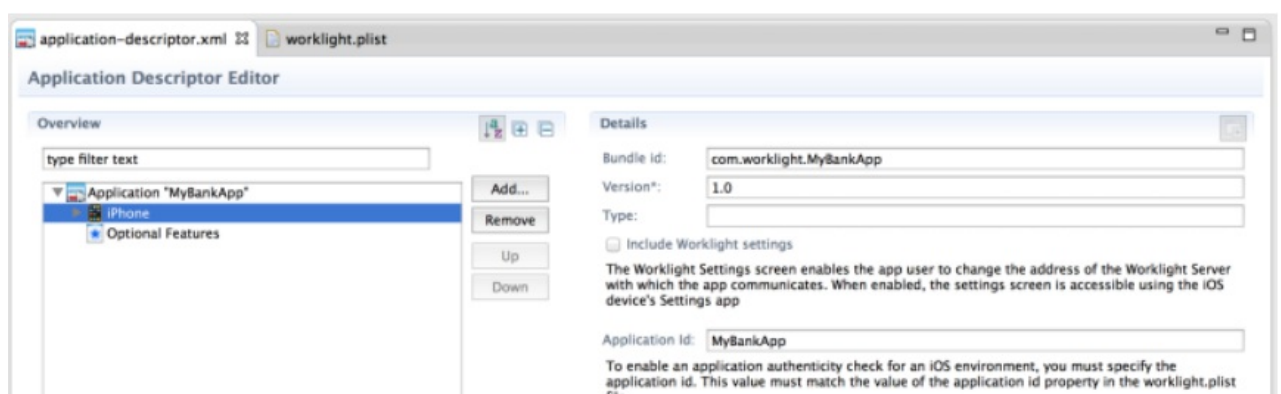 application-descriptor.xml worklight.plist
Application Descriptor Editor
Overview
type filter text
Application "MyBankApp"
iPhone
Optional Features
Add...
Remove
Up
Down
Details
Bundle id: com.worklight.MyBankApp
Version*: 1.0
Type:
Include Worklight settings
The Worklight Settings screen enables the app user to change the address of the Worklight Server
with which the app communicates. When enabled, the settings screen is accessible using the iOS
device's Settings app
Application Id: MyBankApp
To enable an application authenticity check for an iOS environment, you must specify the
application id. This value must match the value of the application id property in the worklight.plist